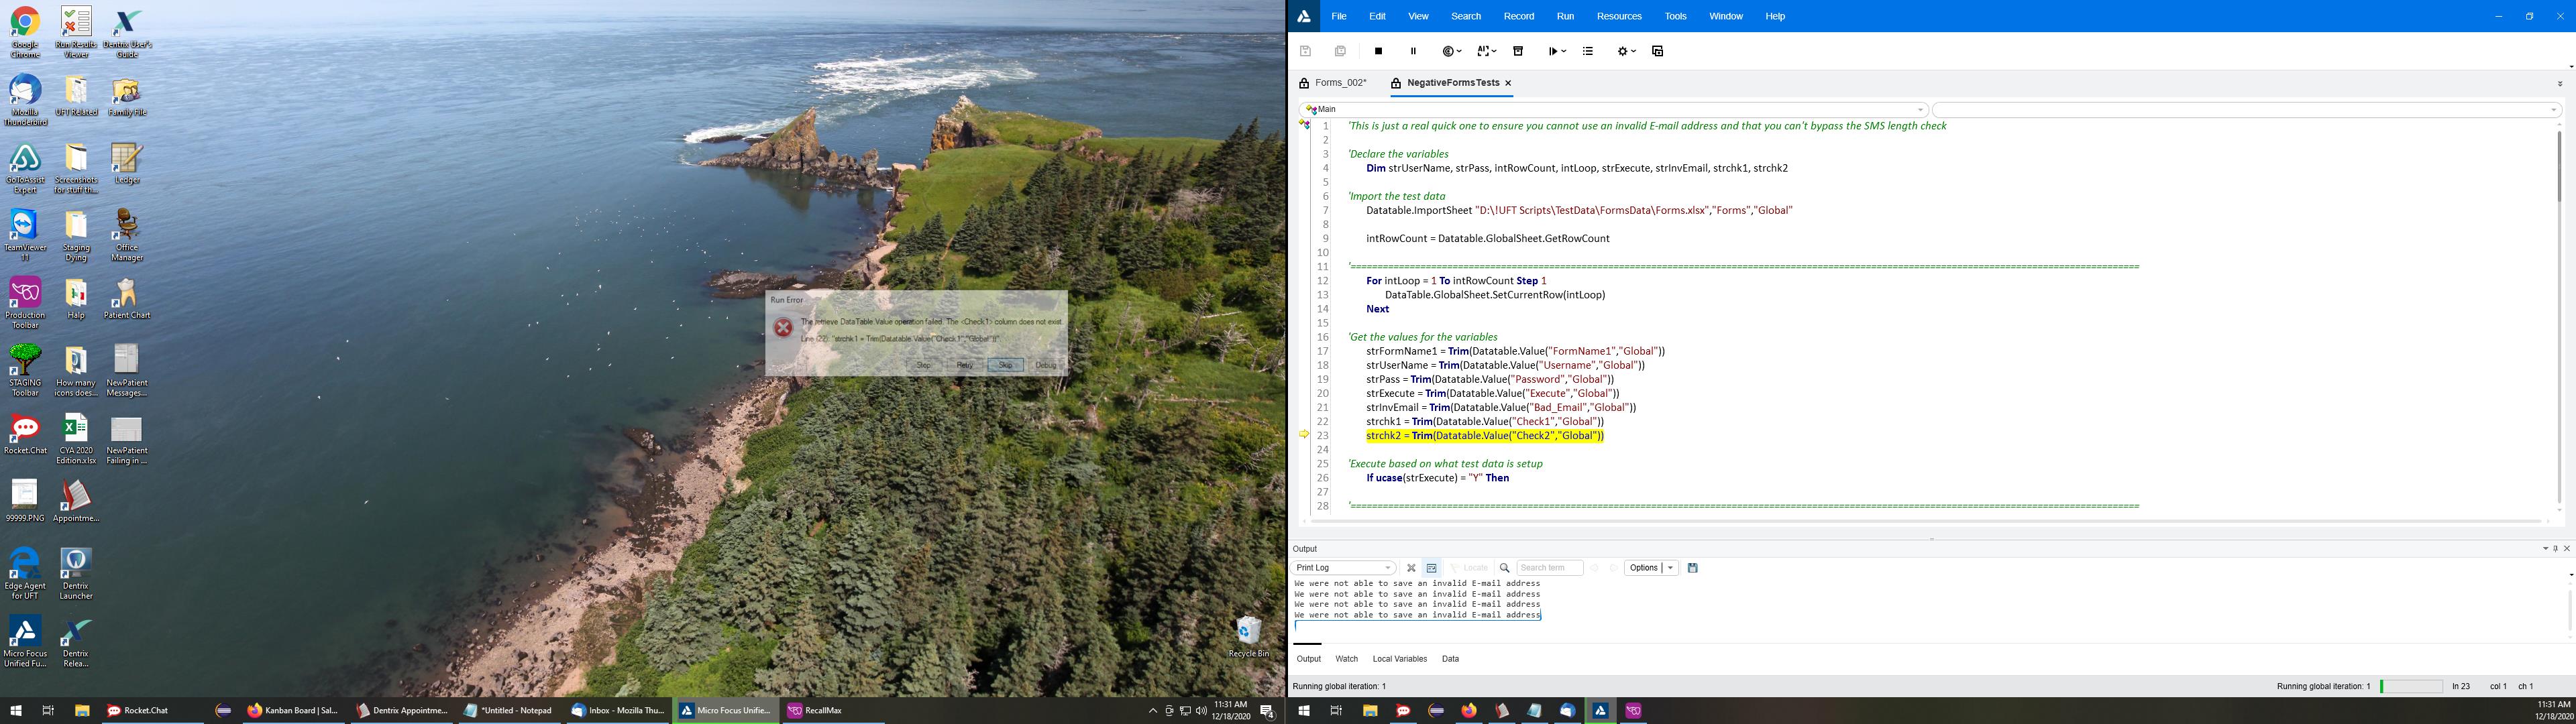 Google Chrome
Run Results Viewer
Dentrix User's Guide
Mozilla Thunderbird
UFT Related
Family File
GoToAssist Expert
Screenshots for stuff th...
Ledger
TeamViewer 11
Staging Dying
Office Manager
Production Toolbar
Halp
Patient Chart
STAGING Toolbar
How many icons does...
NewPatient Messages...
Rocket.Chat
CYA 2020 Edition.xlsx
NewPatient Failing in ...
99999.PNG
Appointme...
Edge Agent for UFT
Dentrix Launcher
Micro Focus Unified Fu...
Dentrix Relea...
Recycle Bin
Run Error
The retrieve DataTable.Value operation failed. The <Check1> column does not exist.
Line (22): "strchk1 = Trim(Datatable.Value("Check1","Global"))"
Stop Retry Skip Debug
Rocket.Chat
Kanban Board | Sal...
Dentrix Appointme...
*Untitled - Notepad
Inbox - Mozilla Thu...
Micro Focus Unifie...
RecallMax
11:31 AM
12/18/2020
4
File Edit View Search Record Run Resources Tools Window Help
Forms_002* NegativeFormsTests
Main
1 'This is just a real quick one to ensure you cannot use an invalid E-mail address and that you can't bypass the SMS length check
2
3 'Declare the variables
4 Dim strUserName, strPass, intRowCount, intLoop, strExecute, strInvEmail, strchk1, strchk2
5
6 'Import the test data
7 Datatable.ImportSheet "D:\!UFT Scripts\TestData\FormsData\Forms.xlsx","Forms","Global"
8
9 intRowCount = Datatable.GlobalSheet.GetRowCount
10
11 '=====================================================================
12 For intLoop = 1 To intRowCount Step 1
13 DataTable.GlobalSheet.SetCurrentRow(intLoop)
14 Next
15
16 'Get the values for the variables
17 strFormName1 = Trim(Datatable.Value("FormName1","Global"))
18 strUserName = Trim(Datatable.Value("Username","Global"))
19 strPass = Trim(Datatable.Value("Password","Global"))
20 strExecute = Trim(Datatable.Value("Execute","Global"))
21 strInvEmail = Trim(Datatable.Value("Bad_Email","Global"))
22 strchk1 = Trim(Datatable.Value("Check1","Global"))
23 strchk2 = Trim(Datatable.Value("Check2","Global"))
24
25 'Execute based on what test data is setup
26 If ucase(strExecute) = "Y" Then
27
28 '=====================================================================
Output
Print Log Locate Search term Options
We were not able to save an invalid E-mail address
We were not able to save an invalid E-mail address
We were not able to save an invalid E-mail address
We were not able to save an invalid E-mail address
Output Watch Local Variables Data
Running global iteration: 1 Running global iteration: 1 ln 23 col 1 ch 1
11:31 AM
12/18/2020